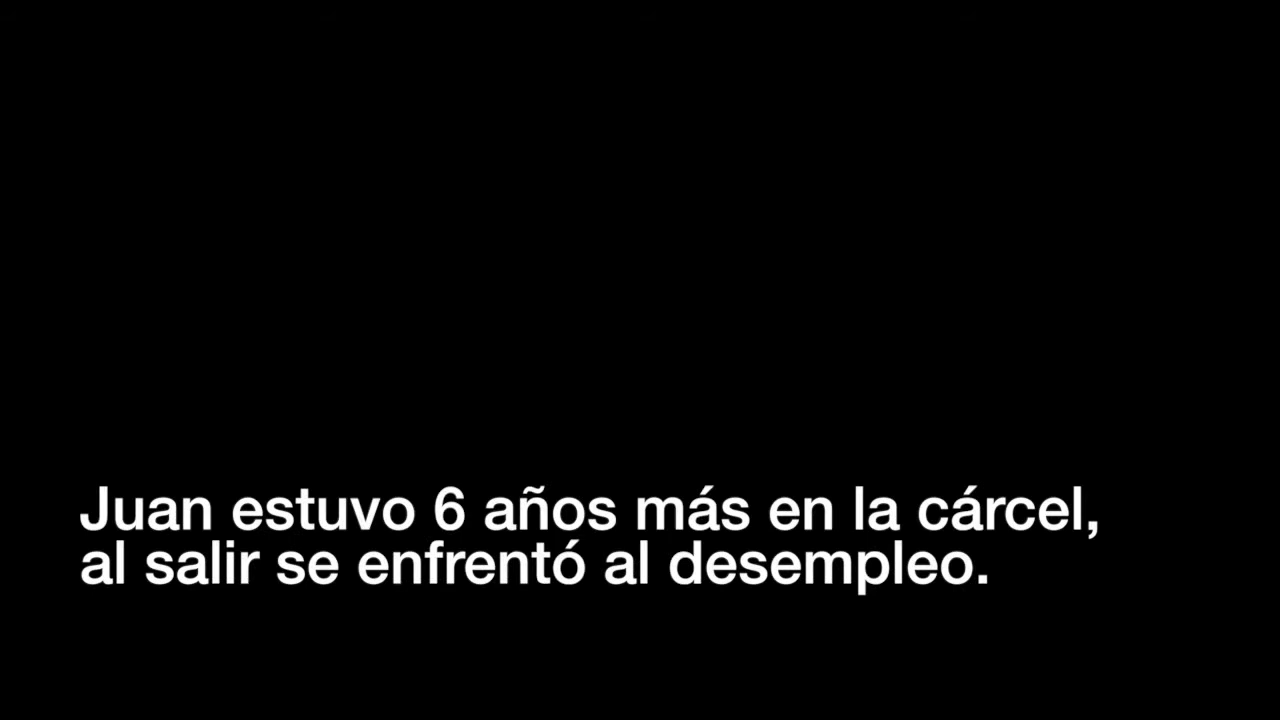 Juan estuvo 6 años más en la cárcel,
al salir se enfrentó al desempleo.